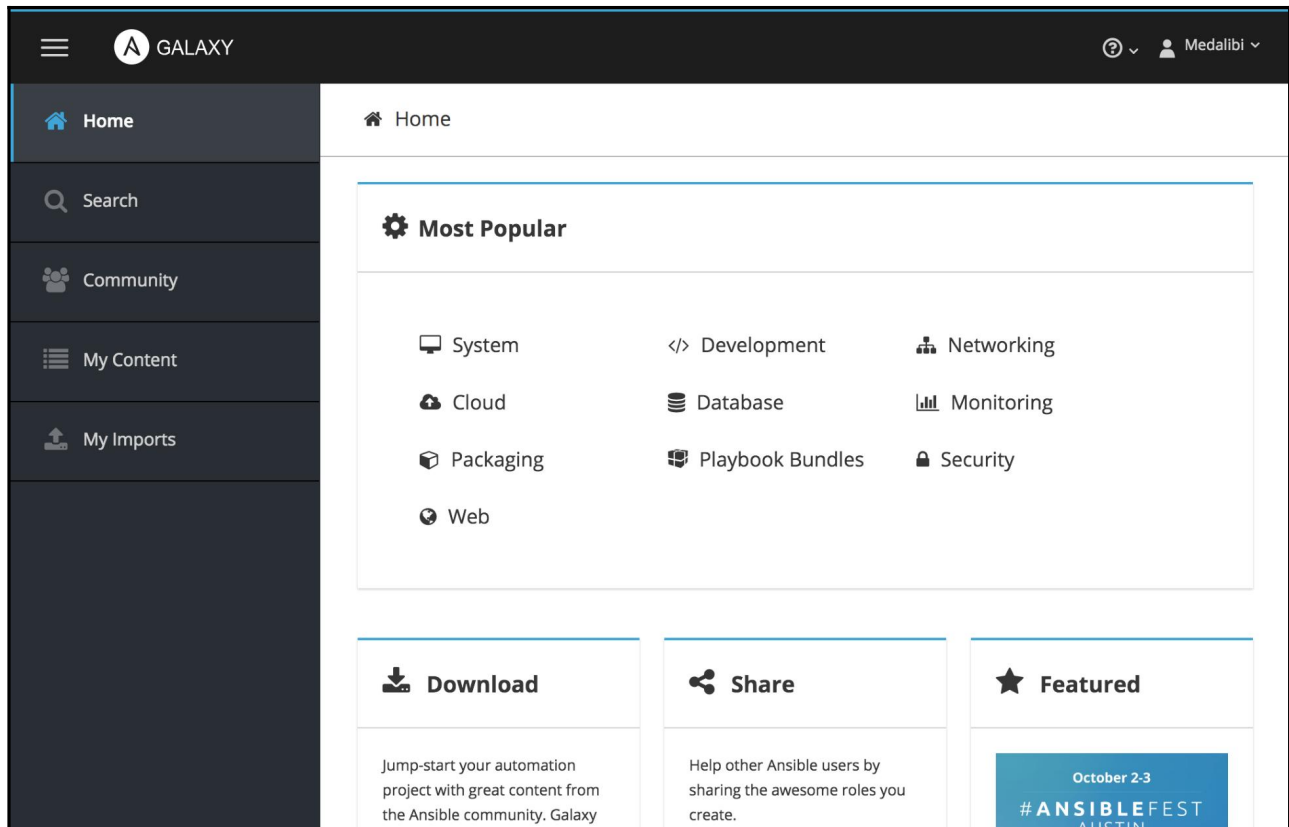 GALAXY
Medalibi
Home
Search
Community
My Content
My Imports
Home
Most Popular
System
Development
Networking
Cloud
Database
Monitoring
Packaging
Playbook Bundles
Security
Web
Download
Jump-start your automation
project with great content from
the Ansible community. Galaxy
Share
Help other Ansible users by
sharing the awesome roles you
create.
Featured
October 2-3
#ANSIBLEFEST
AUSTIN